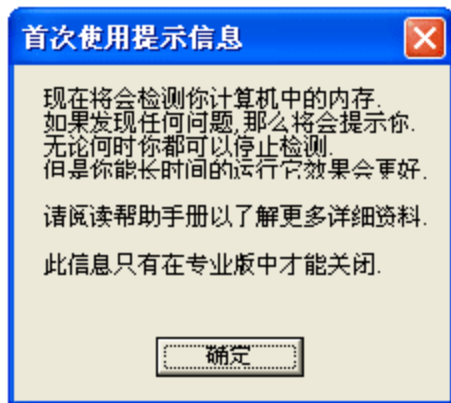 首次使用提示信息
现在将会检测你计算机中的内存.
如果发现任何问题,那么将会提示你.
无论何时你都可以停止检测.
但是你能长时间的运行它效果会更好.
请阅读帮助手册以了解更多详细资料.
此信息只有在专业版中才能关闭.
确定